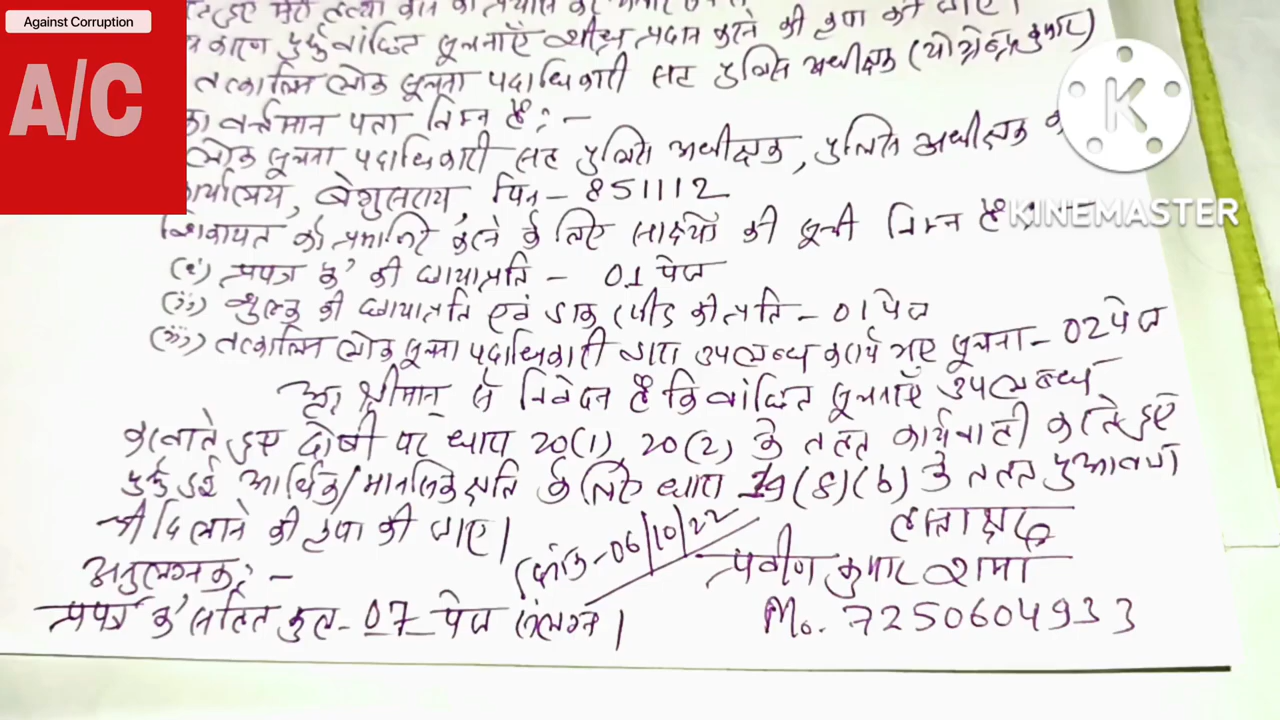 Against Corruption
A/C
कारण मुझे वांछित सूचनाएँ शीघ्र प्रदान करने की कृपा की जाए।
तत्कालिन लोक सूचना पदाधिकारी सह पुलिस अधीक्षक (योगेन्द्र कुमार)
का वर्त्तमान पता निम्न है:-
लोक सूचना पदाधिकारी सह पुलिस अधीक्षक, पुलिस अधीक्षक
कार्यालय, बेगुसराय, पिन-851112
KINEMASTER
शिकायत को प्रमाणित करने के लिए साक्ष्यों की सूची निम्न है:
(i) प्रपत्र 'क' की छायाप्रति - 01 पेज
(ii) शुल्क की छायाप्रति एवं डाक रसीद की प्रति - 01 पेज
(iii) तत्कालिन लोक सूचना पदाधिकारी द्वारा उपलब्ध कराये गए सूचना - 02 पेज
अतः श्रीमान् से निवेदन है कि वांछित सूचनाएँ उपलब्ध
करवाते हुए दोषी पर धारा 20(1), 20(2) के तहत कार्यवाही करते हुए
मुझे हुई आर्थिक/मानसिक क्षति के लिए धारा 19(8)(b) के तहत मुआवजा
भी दिलाने की कृपा की जाए।
हस्ताक्षर
दिनांक-06/10/22
प्रवीण कुमार शर्मा
अनुलग्नक:-
प्रपत्र 'क' सहित कुल-07 पेज संलग्न।
Mo. 7250604933